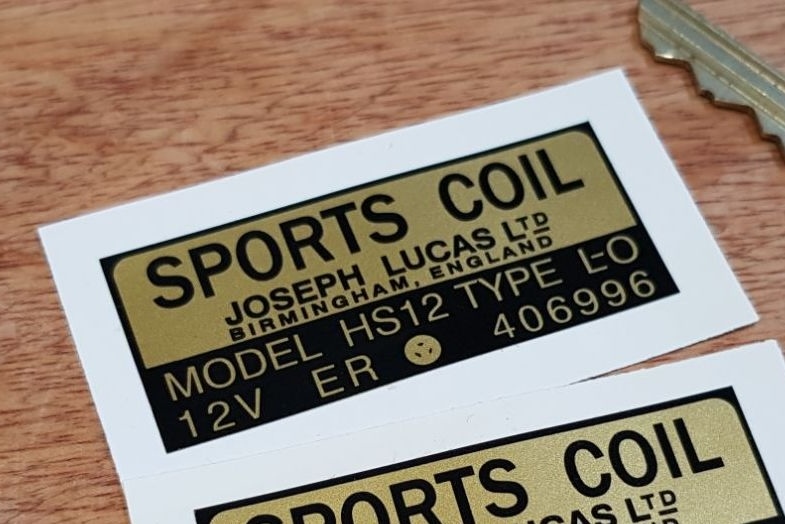 SPORTS COIL
JOSEPH LUCAS LTD
BIRMINGHAM, ENGLAND
MODEL HS12 TYPE L-O
12V ER 406996
SPORTS COIL
LUCAS LTD